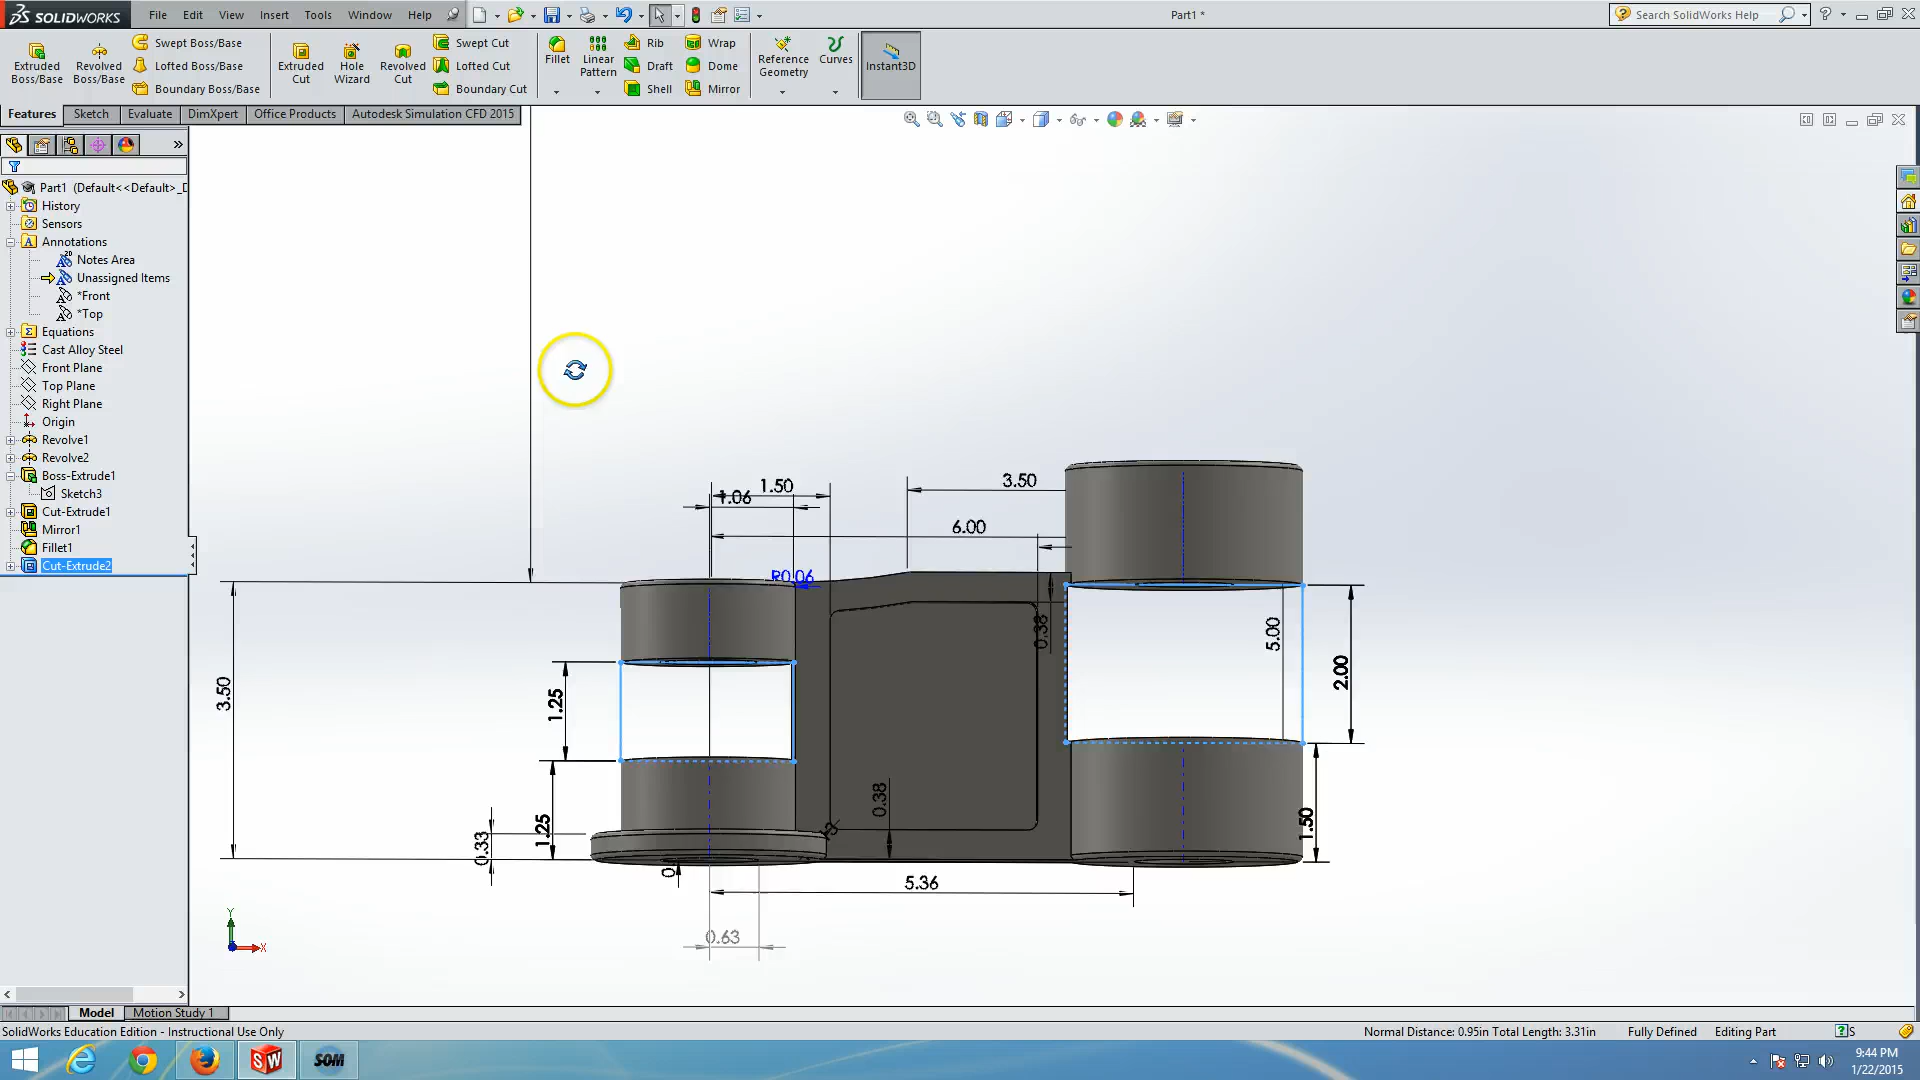 SOLIDWORKS
File Edit View Insert Tools Window Help
Part1 *
Search SolidWorks Help
Extruded Boss/Base
Revolved Boss/Base
Swept Boss/Base
Lofted Boss/Base
Boundary Boss/Base
Extruded Cut
Hole Wizard
Revolved Cut
Swept Cut
Lofted Cut
Boundary Cut
Fillet
Linear Pattern
Rib
Draft
Shell
Wrap
Dome
Mirror
Reference Geometry
Curves
Instant3D
Features Sketch Evaluate DimXpert Office Products Autodesk Simulation CFD 2015
Part1 (Default<<Default>_D
History
Sensors
Annotations
Notes Area
Unassigned Items
*Front
*Top
Equations
Cast Alloy Steel
Front Plane
Top Plane
Right Plane
Origin
Revolve1
Revolve2
Boss-Extrude1
Sketch3
Cut-Extrude1
Mirror1
Fillet1
Cut-Extrude2
1.50
1.06
3.50
6.00
R0.06
0.38
5.00
2.00
3.50
1.25
0.38
1.25
0.33
1.50
5.36
0.63
Y
X
Model Motion Study 1
SolidWorks Education Edition - Instructional Use Only
Normal Distance: 0.95in Total Length: 3.31in Fully Defined Editing Part
SW
SOM
9:44 PM
1/22/2015